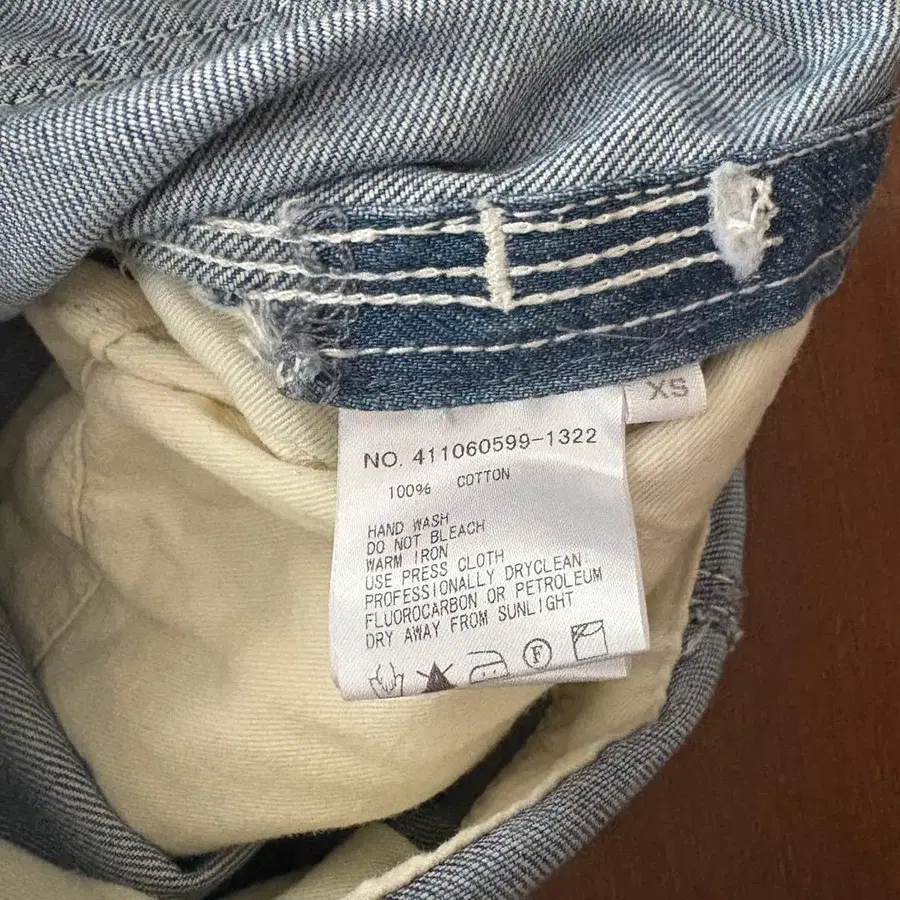 XS
NO. 411060599-1322
100% COTTON
HAND WASH
DO NOT BLEACH
WARM IRON
USE PRESS CLOTH
PROFESSIONALLY DRYCLEAN.
FLUOROCARBON OR PETROLEUM
DRY AWAY FROM SUNLIGHT
F